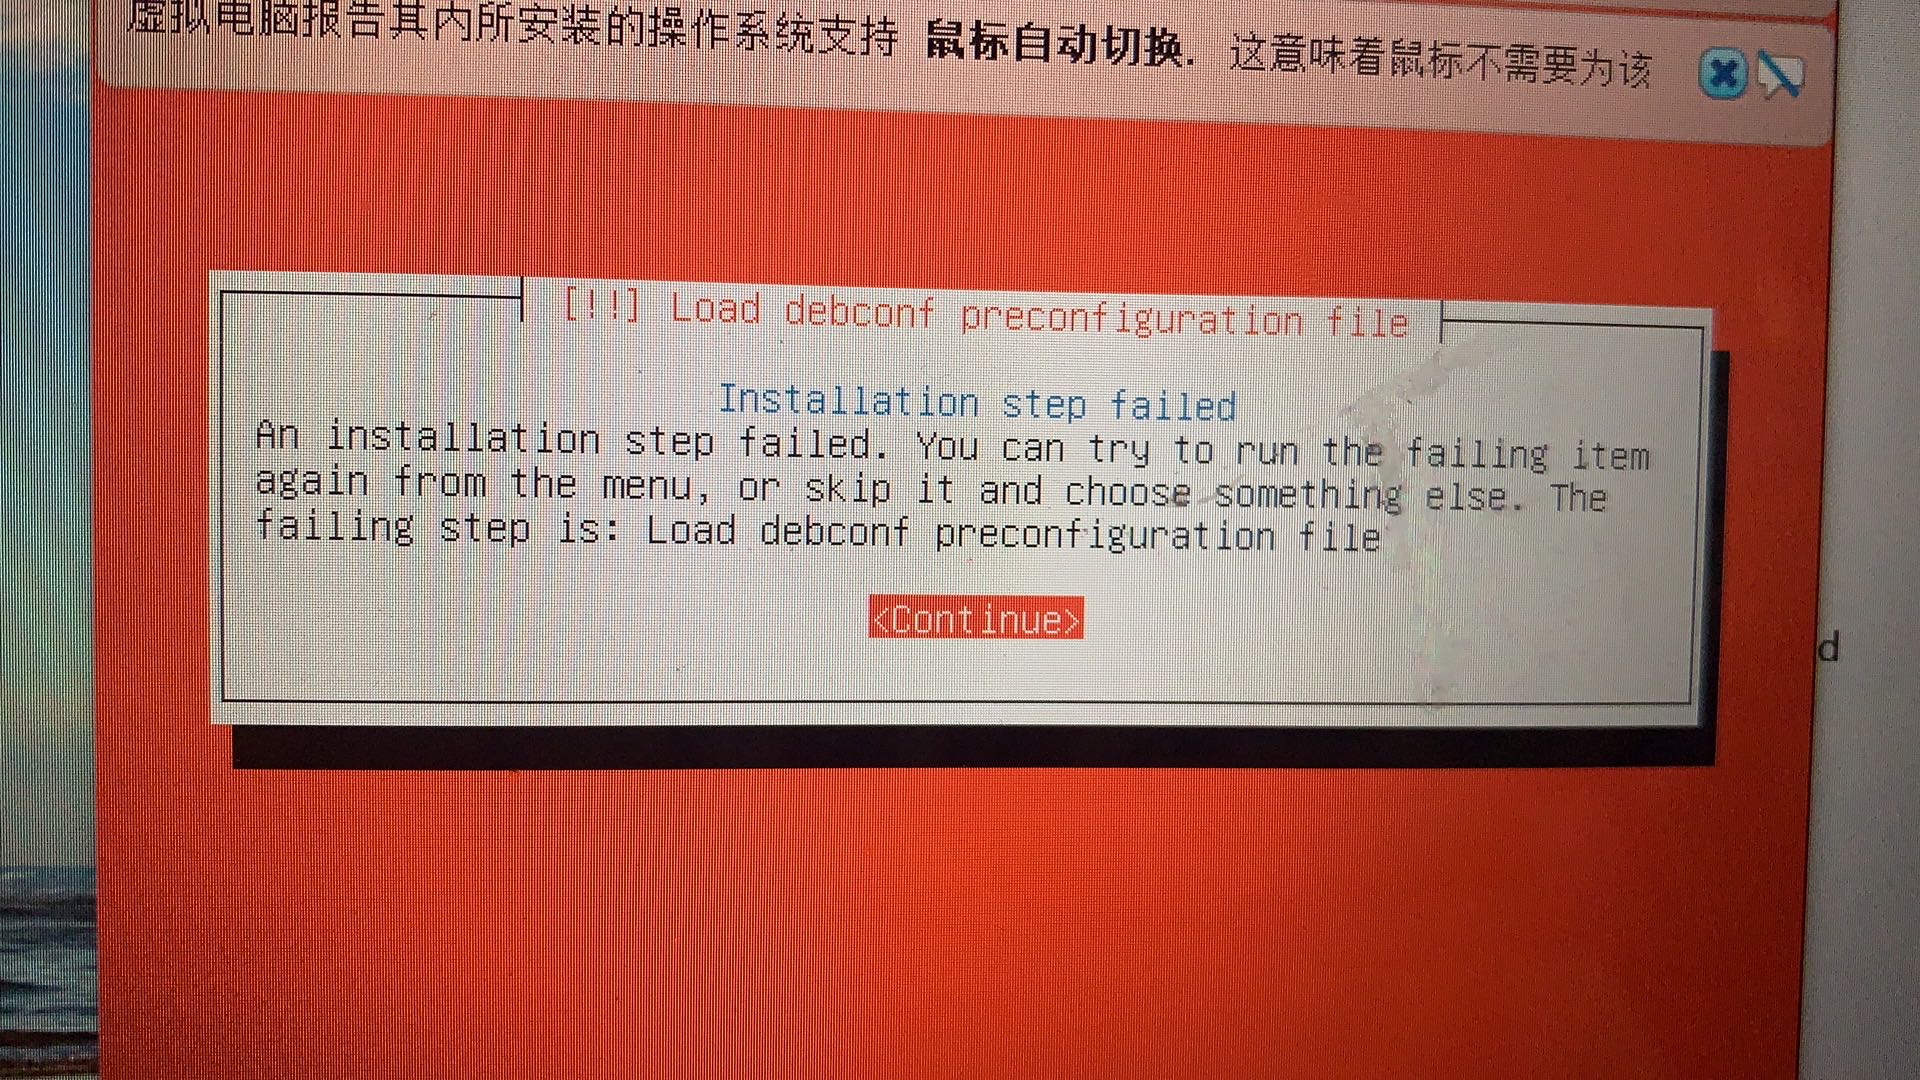 虚拟电脑报告其内所安装的操作系统支持 鼠标自动切换. 这意味着鼠标不需要为该
[!!] Load debconf preconfiguration file
Installation step failed
An installation step failed. You can try to run the failing item
again from the menu, or skip it and choose something else. The
failing step is: Load debconf preconfiguration file
<Continue>
d